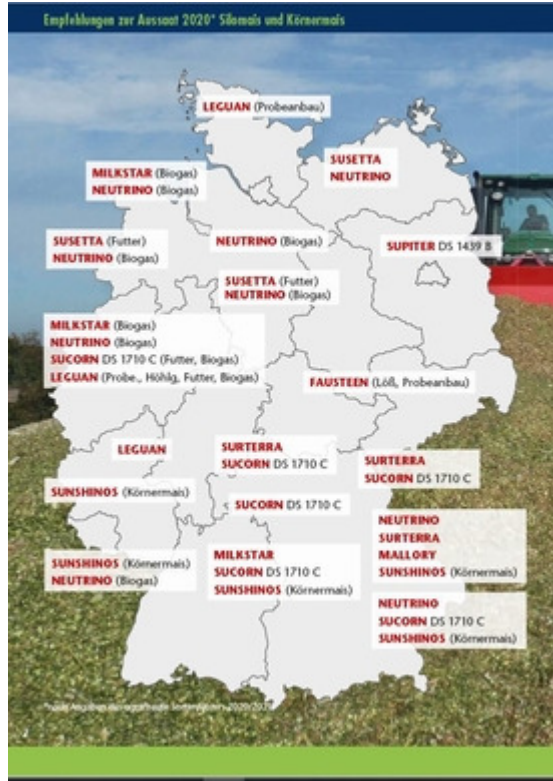 Empfehlungen zur Aussaat 2020* Silomais und Körnermais
LEGUAN (Probeanbau)
SUSETTA
NEUTRINO
MILKSTAR (Biogas)
NEUTRINO (Biogas)
SUSETTA (Futter)
NEUTRINO (Biogas)
NEUTRINO (Biogas)
SUPITER DS 1439 B
SUSETTA (Futter)
NEUTRINO (Biogas)
MILKSTAR (Biogas)
NEUTRINO (Biogas)
SUCORN DS 1710 C (Futter, Biogas)
LEGUAN (Probe., Höhlg, Futter, Biogas)
FAUSTEEN (Löß, Probeanbau)
LEGUAN
SURTERRA
SUCORN DS 1710 C
SURTERRA
SUCORN DS 1710 C
SUNSHINOS (Körnermais)
SUCORN DS 1710 C
NEUTRINO
SURTERRA
MALLORY
SUNSHINOS (Körnermais)
SUNSHINOS (Körnermais)
NEUTRINO (Biogas)
MILKSTAR
SUCORN DS 1710 C
SUNSHINOS (Körnermais)
NEUTRINO
SUCORN DS 1710 C
SUNSHINOS (Körnermais)